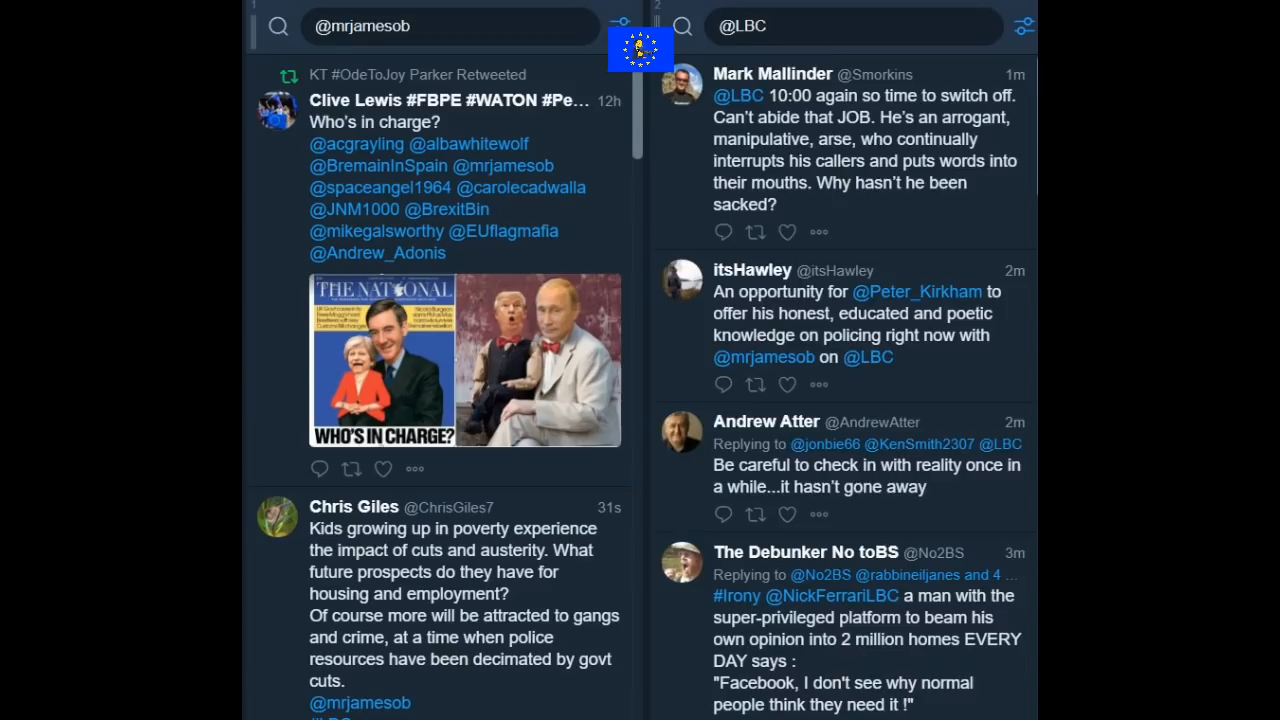 1
@mrjamesob
KT #OdeToJoy Parker Retweeted
Clive Lewis #FBPE #WATON #Pe... 12h
Who's in charge?
@acgrayling @albawhitewolf
@BremainInSpain @mrjamesob
@spaceangel1964 @carolecadwalla
@JNM1000 @BrexitBin
@mikegalsworthy @EUflagmafia
@Andrew_Adonis
THE NATIONAL
WHO'S IN CHARGE?
Chris Giles @ChrisGiles7 31s
Kids growing up in poverty experience
the impact of cuts and austerity. What
future prospects do they have for
housing and employment?
Of course more will be attracted to gangs
and crime, at a time when police
resources have been decimated by govt
cuts.
@mrjamesob
2
@LBC
Mark Mallinder @Smorkins 1m
@LBC 10:00 again so time to switch off.
Can't abide that JOB. He's an arrogant,
manipulative, arse, who continually
interrupts his callers and puts words into
their mouths. Why hasn't he been
sacked?
itsHawley @itsHawley 2m
An opportunity for @Peter_Kirkham to
offer his honest, educated and poetic
knowledge on policing right now with
@mrjamesob on @LBC
Andrew Atter @AndrewAtter 2m
Replying to @jonbie66 @KenSmith2307 @LBC
Be careful to check in with reality once in
a while...it hasn't gone away
The Debunker No toBS @No2BS 3m
Replying to @No2BS @rabbineiljanes and 4 ...
#Irony @NickFerrariLBC a man with the
super-privileged platform to beam his
own opinion into 2 million homes EVERY
DAY says :
"Facebook, I don't see why normal
people think they need it !"